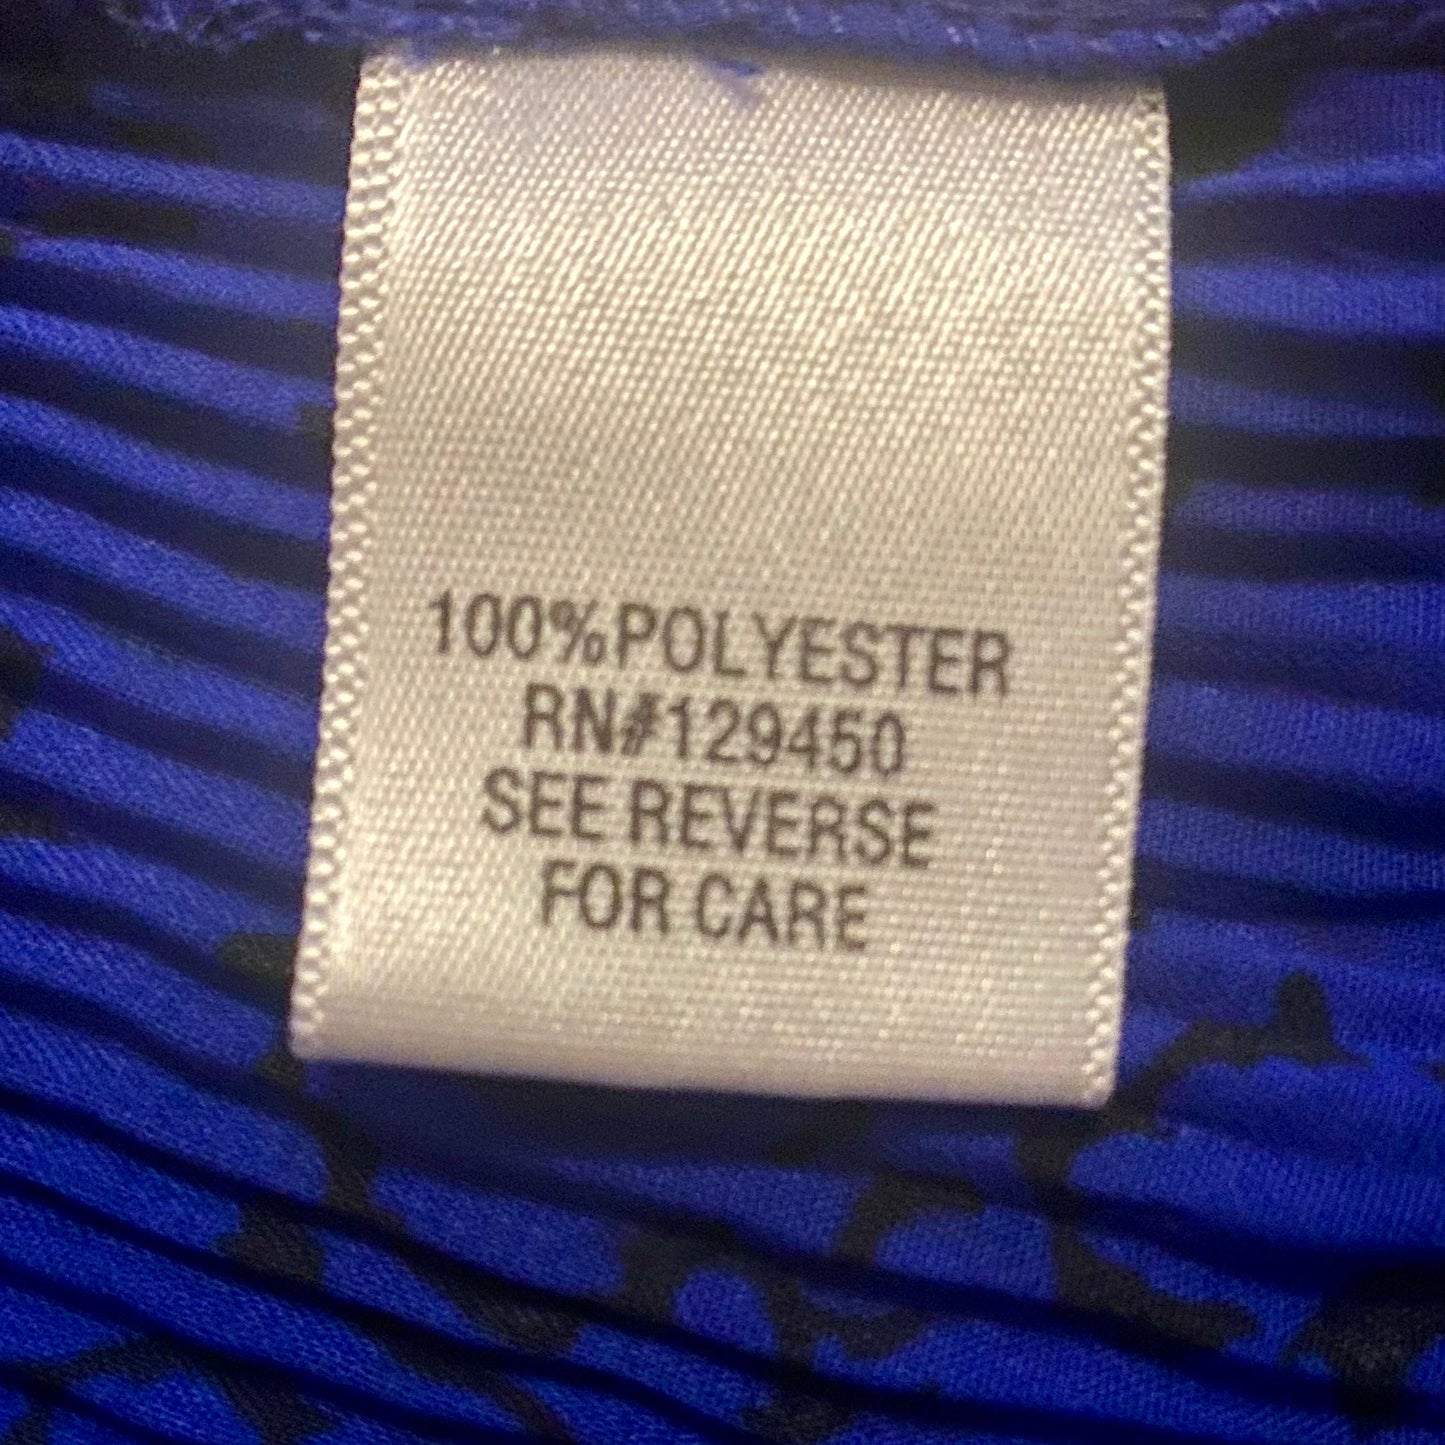 100% POLYESTER
RN#129450
SEE REVERSE
FOR CARE